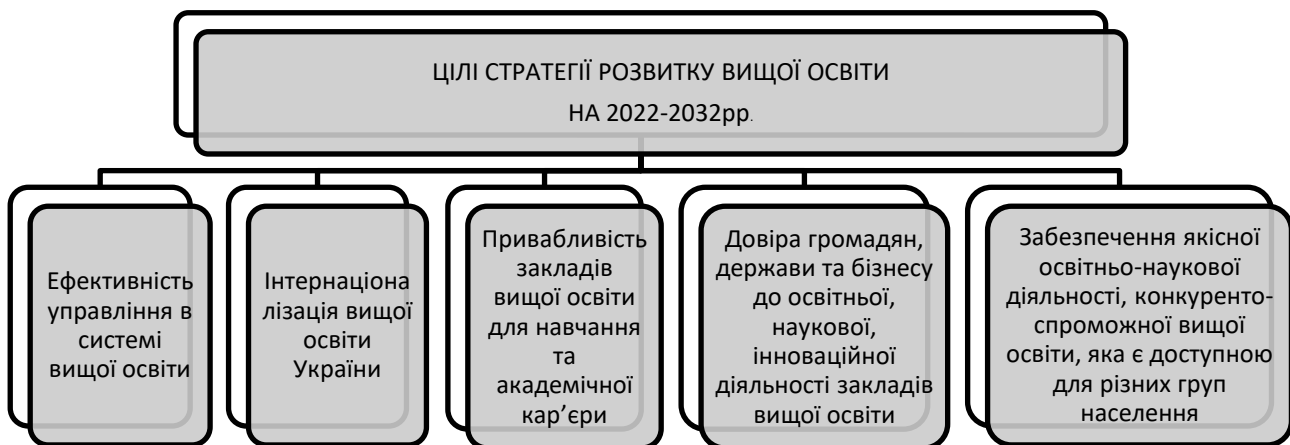 ЦІЛІ СТРАТЕГІЇ РОЗВИТКУ ВИЩОЇ ОСВІТИ
НА 2022-2032рр.
Ефективність
управління в
системі
вищої освіти
Інтернаціона
лізація вищої
освіти
України
Привабливість
закладів
вищої освіти
для навчання
та
академічної
кар’єри
Довіра громадян,
держави та бізнесу
до освітньої,
наукової,
інноваційної
діяльності закладів
вищої освіти
Забезпечення якісної
освітньо-наукової
діяльності, конкуренто-
спроможної вищої
освіти, яка є доступною
для різних груп
населення